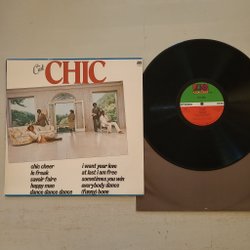 C'est
CHIC
chic cheer
le freak
savoir faire
happy man
dance dance dance
i want your love
at last i am free
sometimes you win
everybody dance
(funny) bone